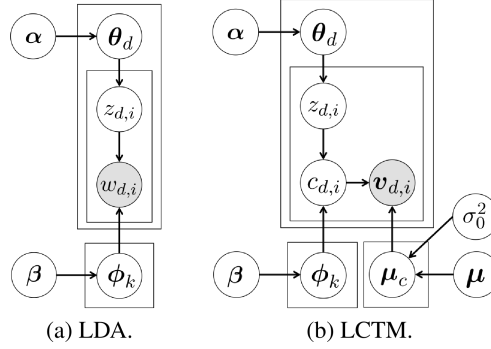 α θ_d α θ_d
z_{d,i} z_{d,i}
w_{d,i} c_{d,i} v_{d,i}
σ_0^2
β ϕ_k β ϕ_k μ_c μ
(a) LDA. (b) LCTM.